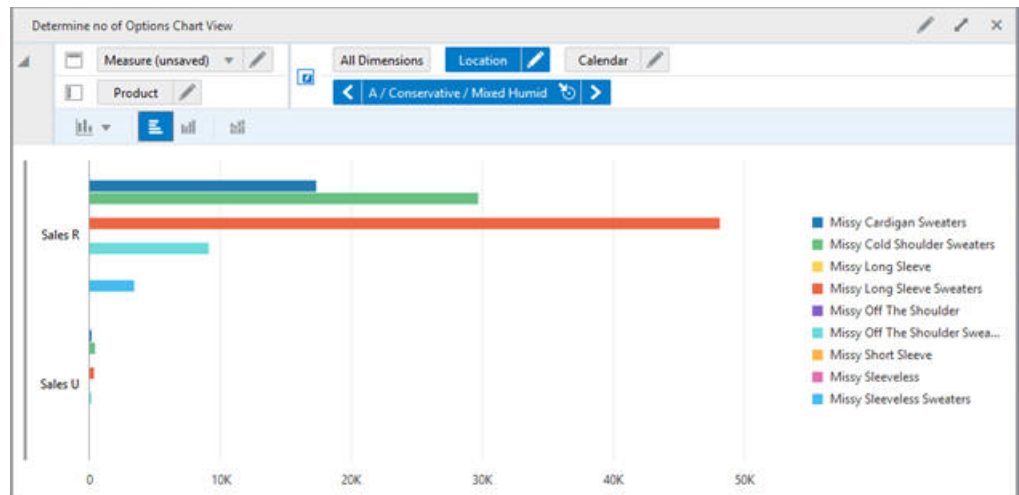 Determine no of Options Chart View
Measure (unsaved)
All Dimensions
Location
Calendar
Product
A / Conservative / Mixed Humid
Sales R
Sales U
Missy Cardigan Sweaters
Missy Cold Shoulder Sweaters
Missy Long Sleeve
Missy Long Sleeve Sweaters
Missy Off The Shoulder
Missy Off The Shoulder Swea...
Missy Short Sleeve
Missy Sleeveless
Missy Sleeveless Sweaters
0 10K 20K 30K 40K 50K